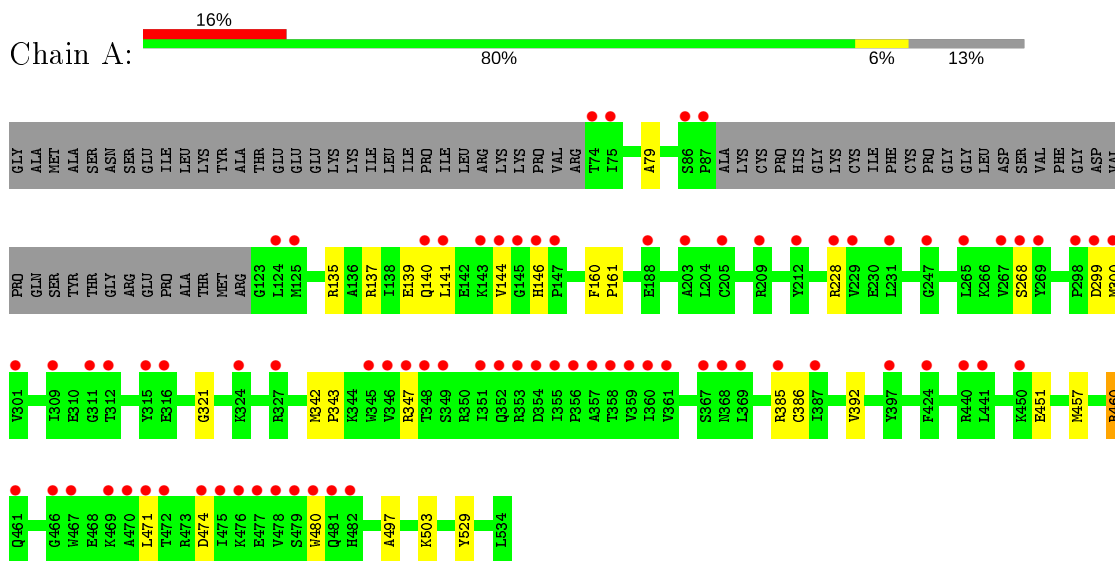 16%
Chain A:
80% 6% 13%
GLY ALA MET ALA SER ASN SER GLU ILE LEU LYS TYR ALA THR GLU GLU GLU LYS LYS ILE LEU ILE PRO ILE LEU ARG LYS LYS PRO VAL ARG T74 I75 A79 S86 P87 ALA LYS CYS PRO HIS GLY LYS CYS ILE PHE CYS PRO GLY GLY LEU ASP SER VAL PHE GLY ASP VAL
PRO GLN SER TYR THR GLY ARG GLU PRO ALA THR MET ARG G123 L124 M125 R135 A136 R137 I138 E139 Q140 L141 E142 K143 V144 G145 H146 P147 F160 P161 E188 A203 L204 C205 R209 Y212 R228 V229 E230 L231 G247 L265 K266 V267 S268 Y269 P298 D299 M300
V301 I309 E310 G311 T312 Y315 E316 G321 K324 R327 M342 P343 K344 W345 V346 R347 T348 S349 R350 I351 Q352 R353 D354 I355 P356 A357 T358 V359 I360 V361 S367 N368 L369 R385 C386 I387 V392 Y397 F424 R440 L441 K450 E451 M457 R460
Q461 G466 W467 E468 K469 A470 L471 T472 R473 D474 I475 K476 E477 V478 S479 W480 Q481 H482 A497 K503 Y529 L534